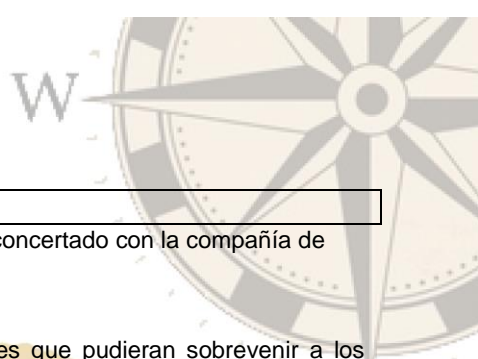 W
concertado con la compañía de
es que pudieran sobrevenir a los